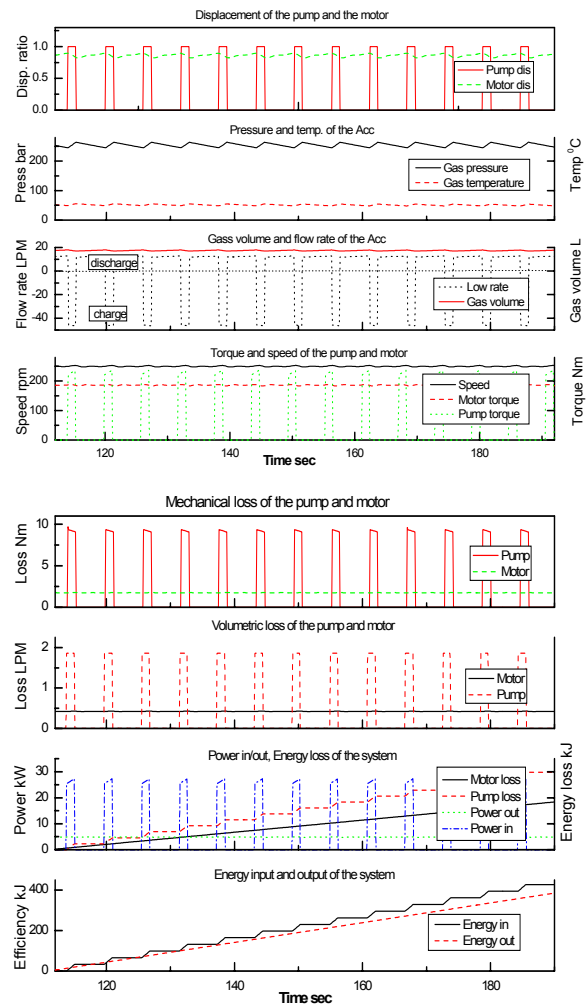 Displacement of the pump and the motor
Disp. ratio
1.0
0.5
0.0
Pump dis
Motor dis
Pressure and temp. of the Acc
Press bar
200
100
0
Gas pressure
Gas temperature
Temp ⁰C
Gass volume and flow rate of the Acc
Flow rate LPM
20
0
-20
-40
discharge
charge
Low rate
Gas volume
Gas volume L
Torque and speed of the pump and motor
Speed rpm
200
100
0
Speed
Motor torque
Pump torque
Torque Nm
120 140 160 180
Time sec
Mechanical loss of the pump and motor
Loss Nm
10
5
0
Pump
Motor
Volumetric loss of the pump and motor
Loss LPM
2
1
0
Motor
Pump
Power in/out, Energy loss of the system
Power kW
30
20
10
0
Motor loss
Pump loss
Power out
Power in
Energy loss kJ
Energy input and output of the system
Efficiency kJ
400
200
0
Energy in
Energy out
120 130 140 150 160 170 180
Time sec